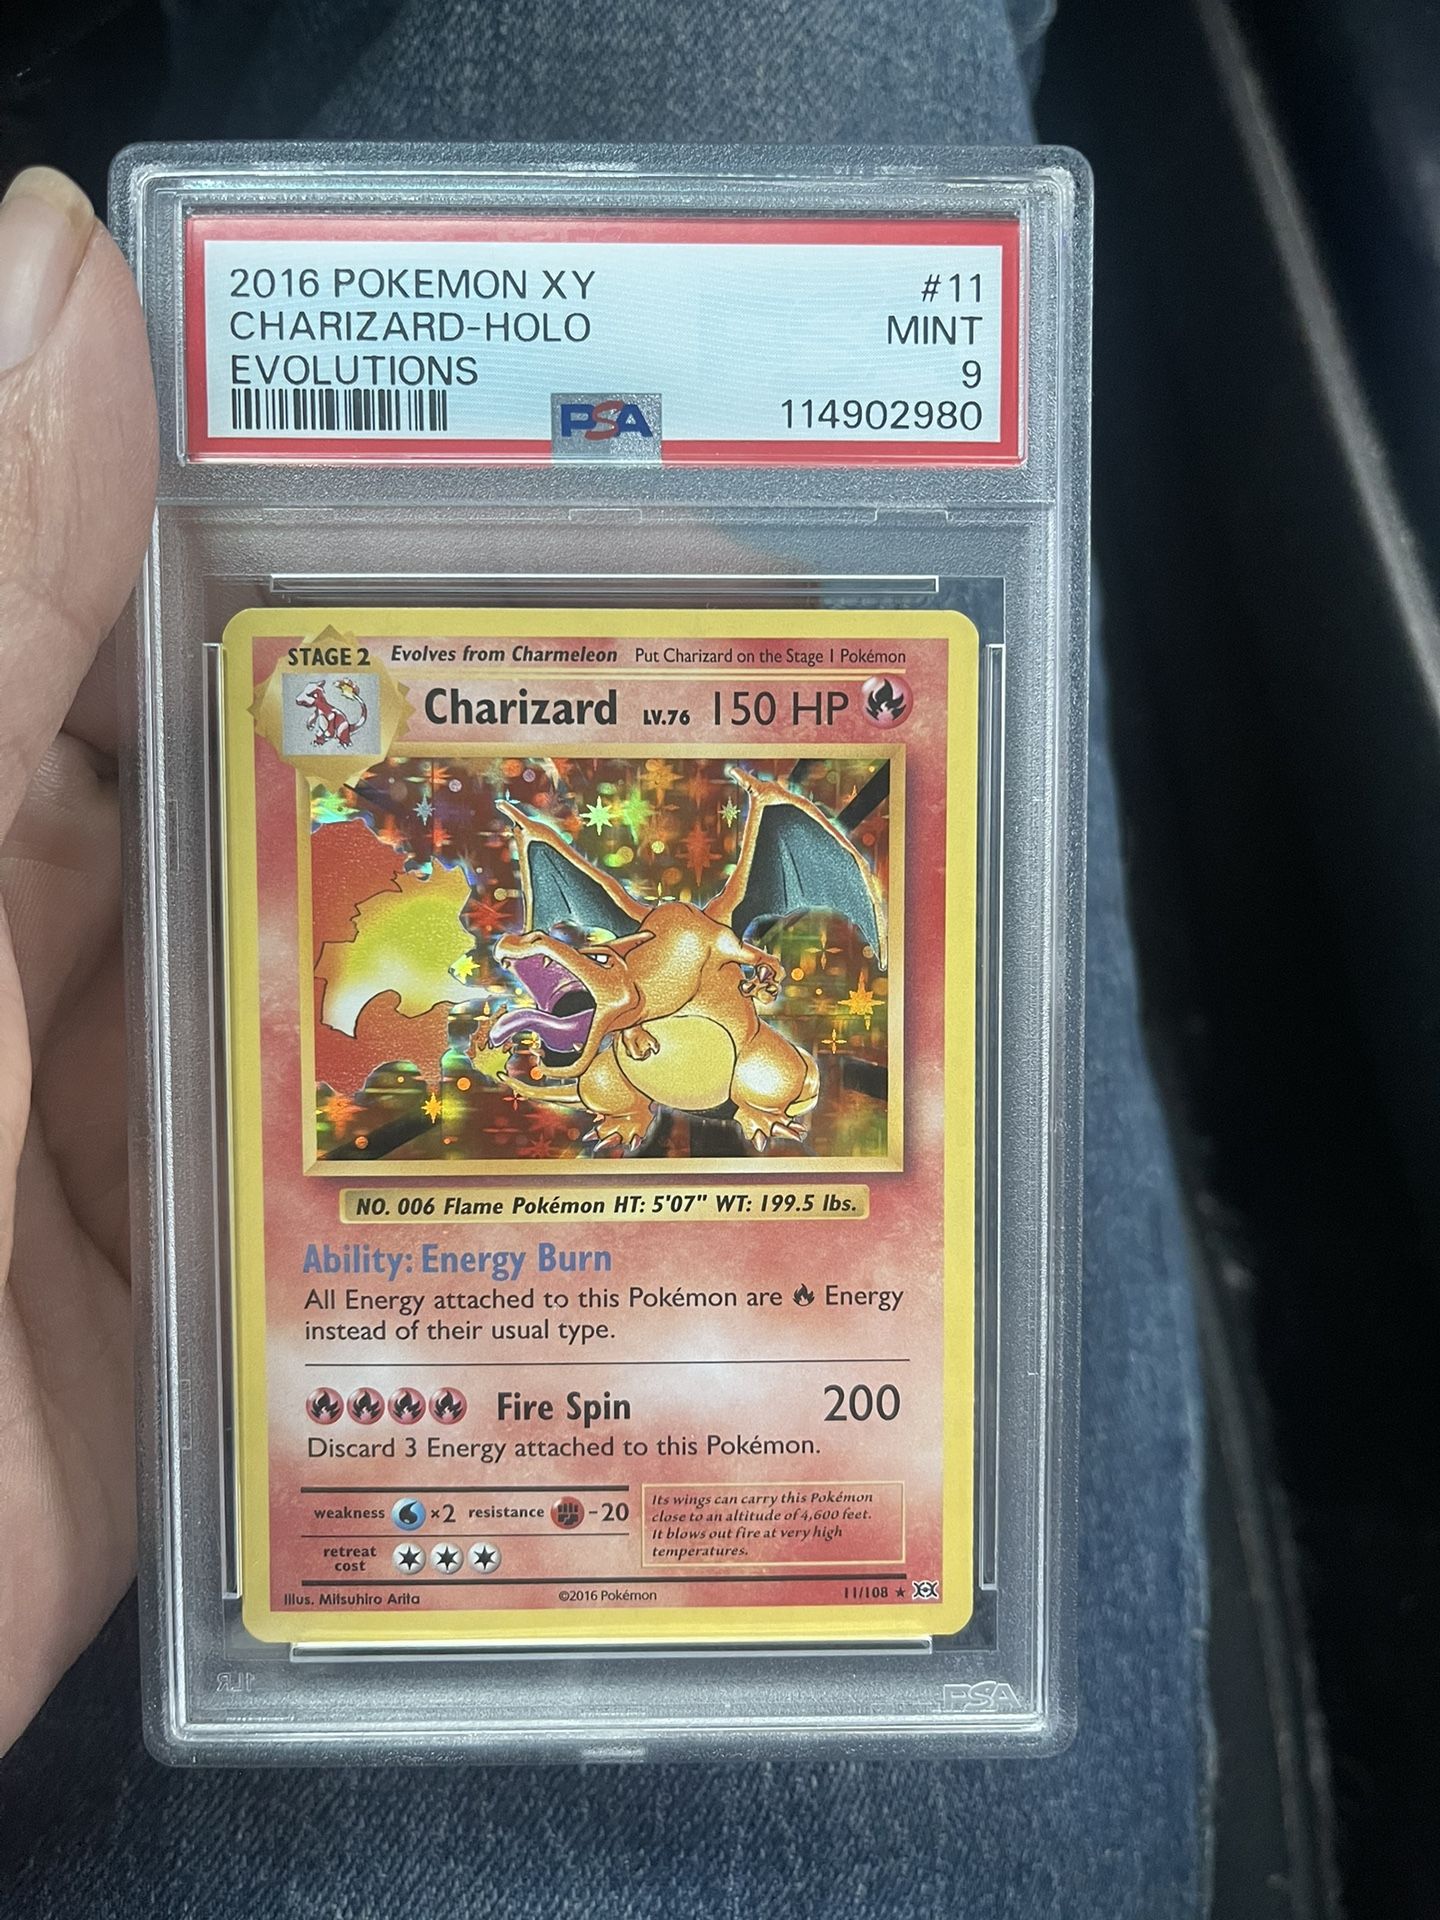 2016 POKEMON XY
#11
CHARIZARD-HOLO
MINT
EVOLUTIONS
9
PSA
114902980
STAGE 2
Evolves from Charmeleon
Put Charizard on the Stage 1 Pokémon
Charizard LV.76 150 HP
NO. 006 Flame Pokémon HT: 5'07" WT: 199.5 lbs.
Ability: Energy Burn
All Energy attached to this Pokémon are Energy
instead of their usual type.
Fire Spin 200
Discard 3 Energy attached to this Pokémon.
weakness ×2 resistance -20
retreat
cost
Its wings can carry this Pokémon
close to an altitude of 4,600 feet.
It blows out fire at very high
temperatures.
Illus. Mitsuhiro Arita
©2016 Pokémon
11/108
PSA